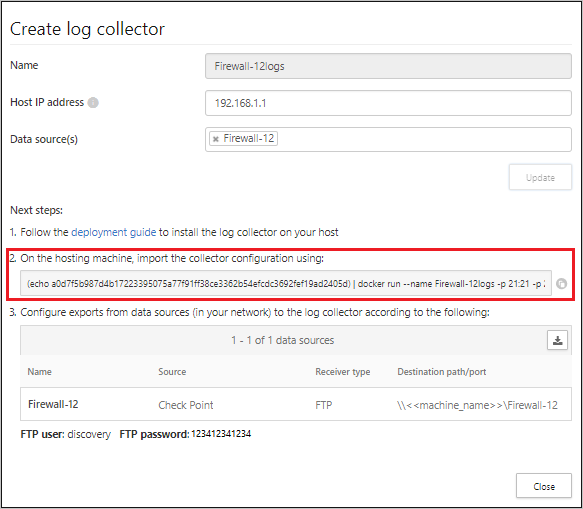 Create log collector
Name
Firewall-12logs
Host IP address
192.168.1.1
Data source(s)
Firewall-12
Update
Next steps:
1. Follow the deployment guide to install the log collector on your host
2. On the hosting machine, import the collector configuration using:
(echo a0d7f5b987d4b17223395075a77f91ff38ce3362b54efcdc3692fef19ad2405d) | docker run --name Firewall-12logs -p 21:21 -p 2
3. Configure exports from data sources (in your network) to the log collector according to the following:
1 - 1 of 1 data sources
Name Source Receiver type Destination path/port
Firewall-12 Check Point FTP \\<<machine_name>>\Firewall-12
FTP user: discovery FTP password: 123412341234
Close